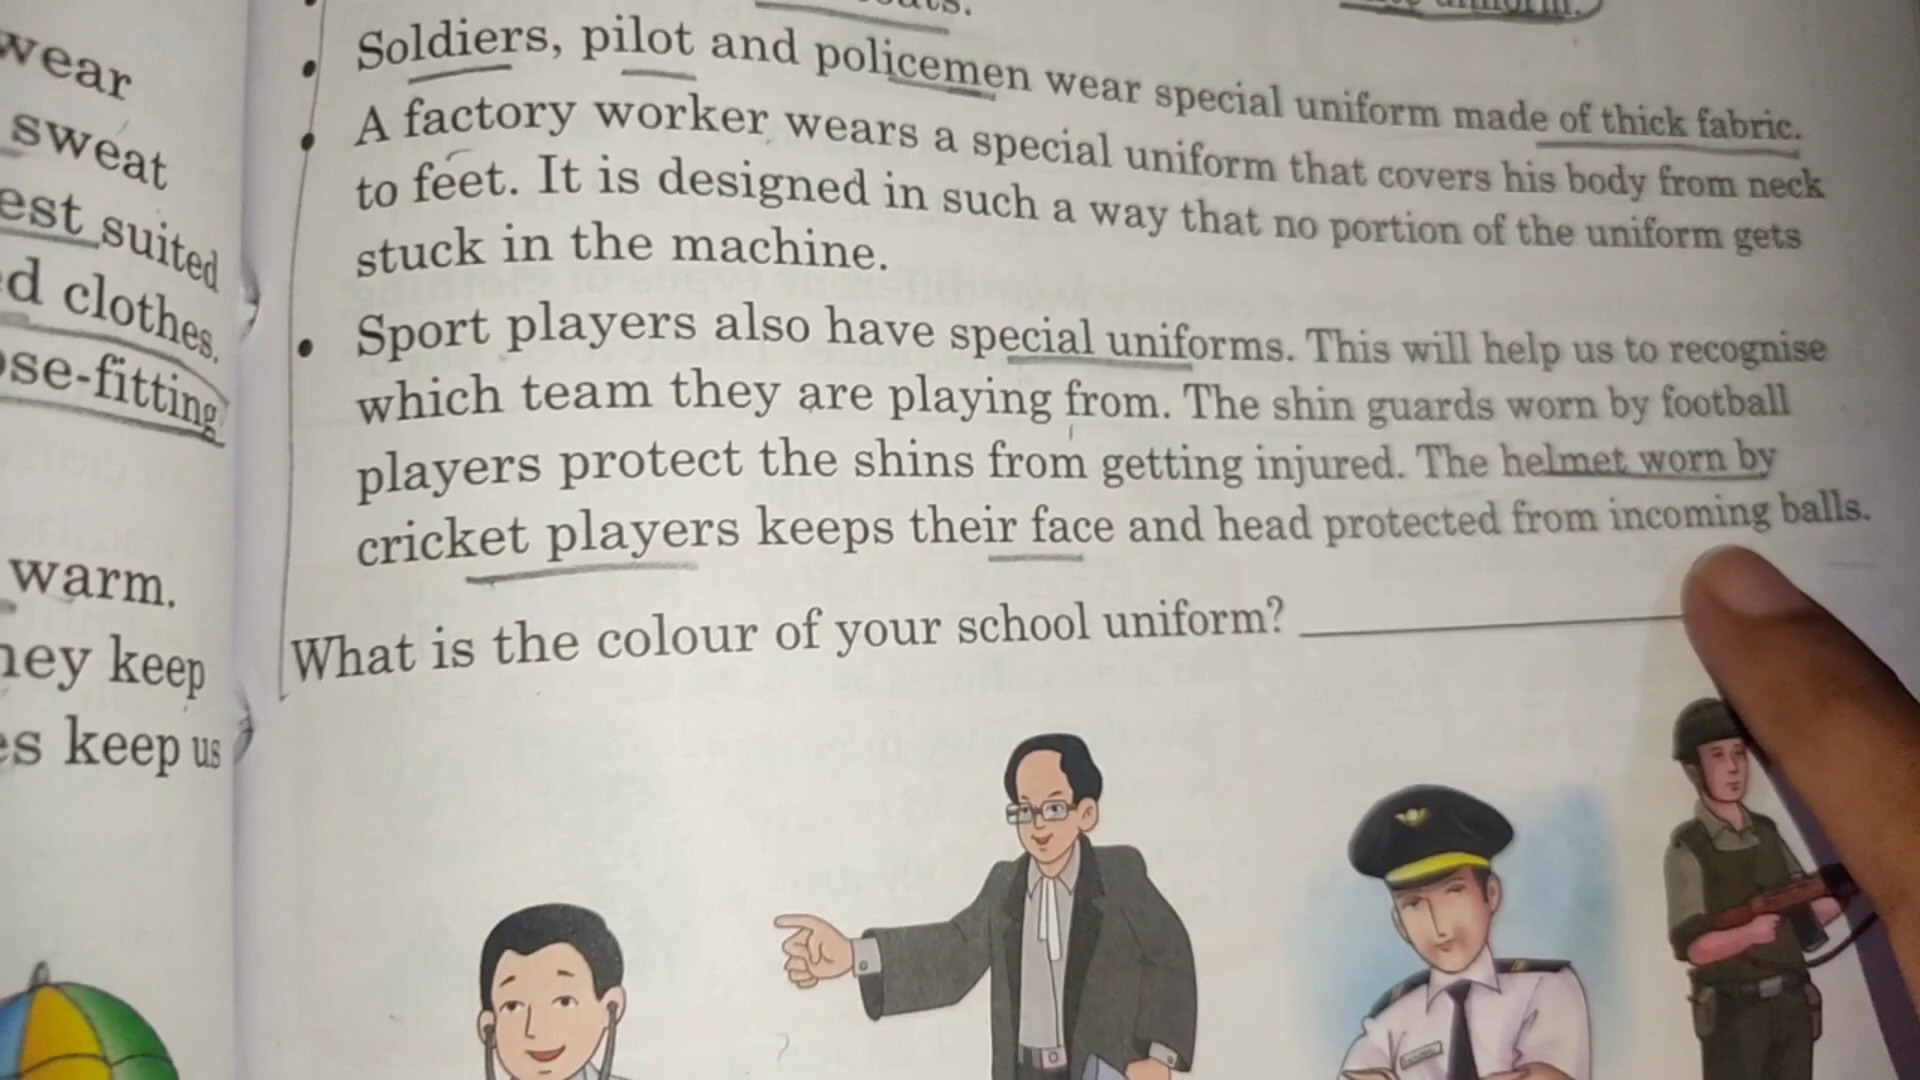 wear
sweat
est suited
d clothes.
ose-fitting
warm.
hey keep
es keep us
uniform.
Soldiers, pilot and policemen wear special uniform made of thick fabric.
A factory worker wears a special uniform that covers his body from neck
to feet. It is designed in such a way that no portion of the uniform gets
stuck in the machine.
Sport players also have special uniforms. This will help us to recognise
which team they are playing from. The shin guards worn by football
players protect the shins from getting injured. The helmet worn by
cricket players keeps their face and head protected from incoming balls.
What is the colour of your school uniform?